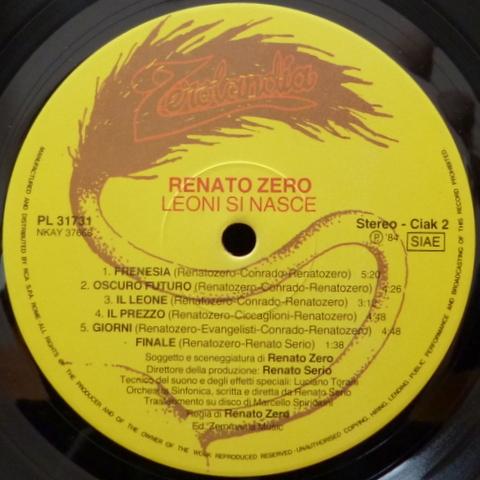 Zerolandia
RENATO ZERO
LEONI SI NASCE
PL 31731
NKAY 37658
Stereo - Ciak 2
P '84 SIAE
1. FRENESIA (Renatozero-Conrado-Renatozero) 5:20
2. OSCURO FUTURO (Renatozero-Conrado-Renatozero) 4:26
3. IL LEONE (Renatozero-Conrado-Renatozero) 3:12
4. IL PREZZO (Renatozero-Ciccaglioni-Renatozero) 4:38
5. GIORNI (Renatozero-Evangelisti-Conrado-Renatozero) 4:48
FINALE (Renatozero-Renato Serio) 1:38
Soggetto e sceneggiatura di Renato Zero
Direttore della produzione: Renato Serio
Tecnico del suono e degli effetti speciali: Luciano Torani
Orchestra Sinfonica, scritta e diretta da Renato Serio
Trasferimento su disco di Marcello Spiridioni
Regia di Renato Zero
Ed. Zerolandia Music
MANUFACTURED AND DISTRIBUTED BY RCA S.P.A. ROME ALL RIGHTS OF THE PRODUCER AND OF THE OWNER OF THE WORK REPRODUCED RESERVED - UNAUTHORISED COPYING, HIRING, LENDING, PUBLIC PERFORMANCE AND BROADCASTING OF THIS RECORD PROHIBITED